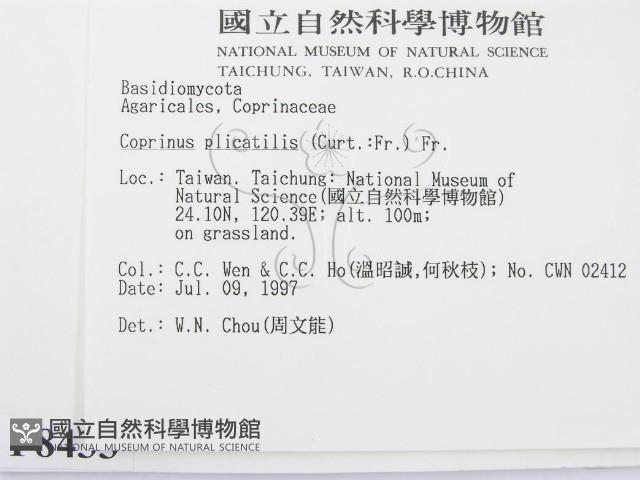 國立自然科學博物館
NATIONAL MUSEUM OF NATURAL SCIENCE
TAICHUNG, TAIWAN, R.O.CHINA
Basidiomycota
Agaricales, Coprinaceae
Coprinus plicatilis (Curt.:Fr.) Fr.
Loc.: Taiwan. Taichung: National Museum of
Natural Science(國立自然科學博物館)
24.10N, 120.39E; alt. 100m;
on grassland.
Col.: C.C. Wen & C.C. Ho(溫昭誠,何秋枝); No. CWN 02412
Date: Jul. 09, 1997
Det.: W.N. Chou(周文能)
國立自然科學博物館
NATIONAL MUSEUM OF NATURAL SCIENCE